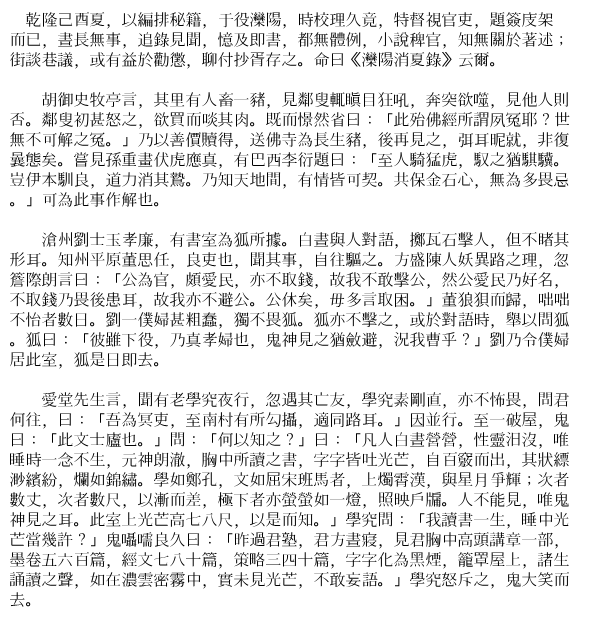 乾隆己酉夏，以編排秘籍，于役灤陽，時校理久竟，特督視官吏，題簽庋架
而已，晝長無事，追錄見聞，憶及即書，都無體例，小說稗官，知無關於著述；
街談巷議，或有益於勸懲，聊付抄胥存之。命曰《灤陽消夏錄》云爾。
胡御史牧亭言，其里有人畜一豬，見鄰叟輒瞋目狂吼，奔突欲噬，見他人則
否。鄰叟初甚怒之，欲買而啖其肉。既而憬然省曰：「此殆佛經所謂夙冤耶？世
無不可解之冤。」乃以善價贖得，送佛寺為長生豬，後再見之，弭耳昵就，非復
曩態矣。嘗見孫重畫伏虎應真，有巴西李衍題曰：「至人騎猛虎，馭之猶騏驥。
豈伊本馴良，道力消其鷙。乃知天地間，有情皆可契。共保金石心，無為多畏忌
。」可為此事作解也。
滄州劉士玉孝廉，有書室為狐所據。白晝與人對語，擲瓦石擊人，但不睹其
形耳。知州平原董思任，良吏也，聞其事，自往驅之。方盛陳人妖異路之理，忽
簷際朗言曰：「公為官，頗愛民，亦不取錢，故我不敢擊公，然公愛民乃好名，
不取錢乃畏後患耳，故我亦不避公。公休矣，毋多言取困。」董狼狽而歸，咄咄
不怡者數日。劉一僕婦甚粗蠢，獨不畏狐。狐亦不擊之，或於對語時，舉以問狐
。狐曰：「彼雖下役，乃真孝婦也，鬼神見之猶斂避，況我曹乎？」劉乃令僕婦
居此室，狐是日即去。
愛堂先生言，聞有老學究夜行，忽遇其亡友，學究素剛直，亦不怖畏，問君
何往，曰：「吾為冥吏，至南村有所勾攝，適同路耳。」因並行。至一破屋，鬼
曰：「此文士廬也。」問：「何以知之？」曰：「凡人白晝營營，性靈汨沒，唯
睡時一念不生，元神朗澈，胸中所讀之書，字字皆吐光芒，自百竅而出，其狀縹
渺繽紛，爛如錦繡。學如鄭孔，文如屈宋班馬者，上燭霄漢，與星月爭輝；次者
數丈，次者數尺，以漸而差，極下者亦螢螢如一燈，照映戶牖。人不能見，唯鬼
神見之耳。此室上光芒高七八尺，以是而知。」學究問：「我讀書一生，睡中光
芒當幾許？」鬼囁嚅良久曰：「昨過君塾，君方晝寢，見君胸中高頭講章一部，
墨卷五六百篇，經文七八十篇，策略三四十篇，字字化為黑煙，籠罩屋上，諸生
誦讀之聲，如在濃雲密霧中，實未見光芒，不敢妄語。」學究怒斥之，鬼大笑而
去。